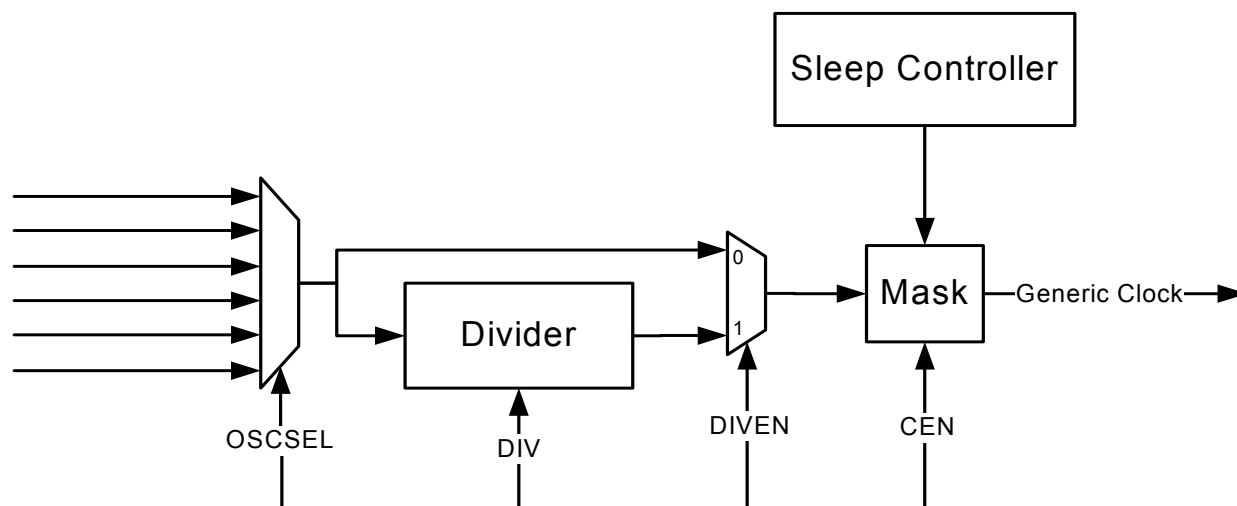 Sleep Controller
0
Divider
1
Mask
Generic Clock
OSCSEL
DIV
DIVEN
CEN